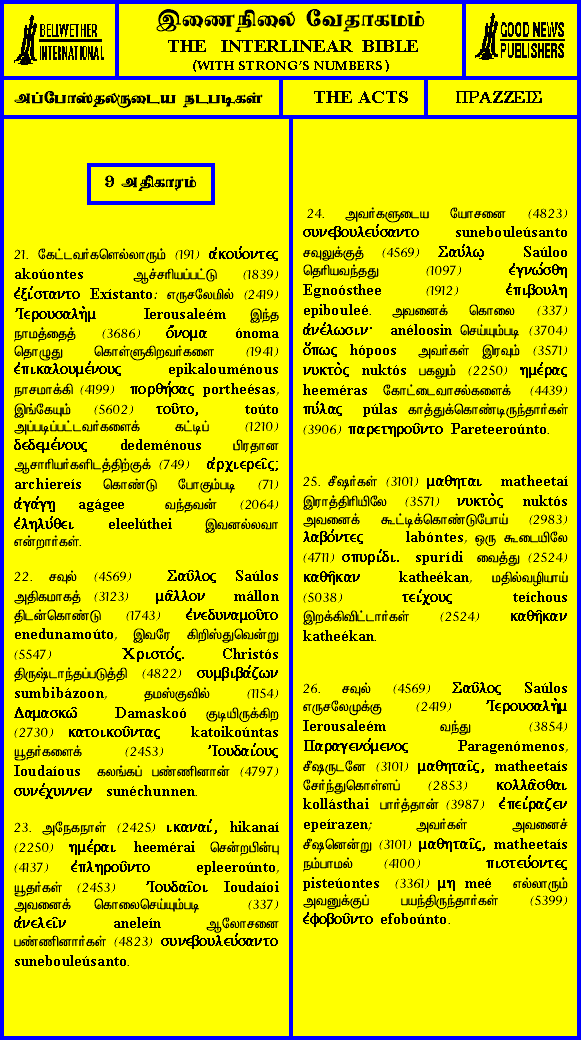 BELLWETHER
INTERNATIONAL
இணைநிலை வேதாகமம்
THE INTERLINEAR BIBLE
(WITH STRONG'S NUMBERS)
GOOD NEWS
PUBLISHERS
அப்போஸ்தலருடைய நடபடிகள்
THE ACTS
ΠΡΑΖΖΕΙΣ
9 அதிகாரம்
21. கேட்டவர்களெல்லாரும் (191) ἀκούοντες
akoúontes ஆச்சரியப்பட்டு (1839)
ἐξίσταντο Exístanto; எருசலேமில் (2419)
Ἰερουσαλὴμ Ierousaleém இந்த
நாமத்தைத் (3686) ὄνομα ónoma
தொழுது கொள்ளுகிறவர்களை (1941)
ἐπικαλουμένους epikalouménous
நாசமாக்கி (4199) πορθήσας portheésas,
இங்கேயும் (5602) τοῦτο, toúto
அப்படிப்பட்டவர்களைக் கட்டிப் (1210)
δεδεμένους dedeménous பிரதான
ஆசாரியர்களிடத்திற்குக் (749) ἀρχιερεῖς;
archiereís கொண்டு போகும்படி (71)
ἀγάγῃ agágee வந்தவன் (2064)
ἐληλύθει eleelúthei இவனல்லவா
என்றார்கள்.
22. சவுல் (4569) Σαῦλος Saúlos
அதிகமாகத் (3123) μᾶλλον mállon
திடன்கொண்டு (1743) ἐνεδυναμοῦτο
enedunamoúto, இவரே கிறிஸ்துவென்று
(5547) Χριστός. Christós
திருஷ்டாந்தப்படுத்தி (4822) συμβιβάζων
sumbibázoon, தமஸ்குவில் (1154)
Δαμασκῶ Damaskoó குடியிருக்கிற
(2730) κατοικοῦντας katoikoúntas
யூதர்களைக் (2453) Ἰουδαίους
Ioudaíous கலங்கப் பண்ணினான் (4797)
συνέχυννεν sunéchunnen.
23. அநேகநாள் (2425) ικαναί, hikanaí
(2250) ημέραι heemérai சென்றபின்பு
(4137) ἐπληροῦντο epleeroúnto,
யூதர்கள் (2453) Ἰουδαῖοι Ioudaíoi
அவனைக் கொலைசெய்யும்படி (337)
ἀνελεῖν aneleín ஆலோசனை
பண்ணினார்கள் (4823) συνεβουλεύσαντο
sunebouleúsanto.
24. அவர்களுடைய யோசனை (4823)
συνεβουλεύσαντο sunebouleúsanto
சவுலுக்குத் (4569) Σαύλῳ Saúloo
தெரியவந்தது (1097) ἐγνώσθη
Egnoósthee (1912) ἐπιβουλη
epibouleé. அவனைக் கொலை (337)
ἀνέλωσιν· anéloosin செய்யும்படி (3704)
ὅπως hópoos அவர்கள் இரவும் (3571)
νυκτὸς nuktós பகலும் (2250) ημέρας
heeméras கோட்டைவாசல்களைக் (4439)
πύλας púlas காத்துக்கொண்டிருந்தார்கள்
(3906) παρετηροῦντο Pareteeroúnto.
25. சீஷர்கள் (3101) μαθηται matheetaí
இராத்திரியிலே (3571) νυκτὸς nuktós
அவனைக் கூட்டிக்கொண்டுபோய் (2983)
λαβόντες labóntes, ஒரு கூடையிலே
(4711) σπυρίδι. spurídi வைத்து (2524)
καθῆκαν katheékan, மதில்வழியாய்
(5038) τείχους teíchous
இறக்கிவிட்டார்கள் (2524) καθῆκαν
katheékan.
26. சவுல் (4569) Σαῦλος Saúlos
எருசலேமுக்கு (2419) Ἰερουσαλὴμ
Ierousaleém வந்து (3854)
Παραγενόμενος Paragenómenos,
சீஷருடனே (3101) μαθηταῖς, matheetaís
சேர்ந்துகொள்ளப் (2853) κολλᾶσθαι
kollásthai பார்த்தான் (3987) ἐπείραζεν
epeírazen; அவர்கள் அவனைச்
சீஷனென்று (3101) μαθηταῖς, matheetaís
நம்பாமல் (4100) πιστεύοντες
pisteúontes (3361) μη meé எல்லாரும்
அவனுக்குப் பயந்திருந்தார்கள் (5399)
ἐφοβοῦντο efoboúnto.